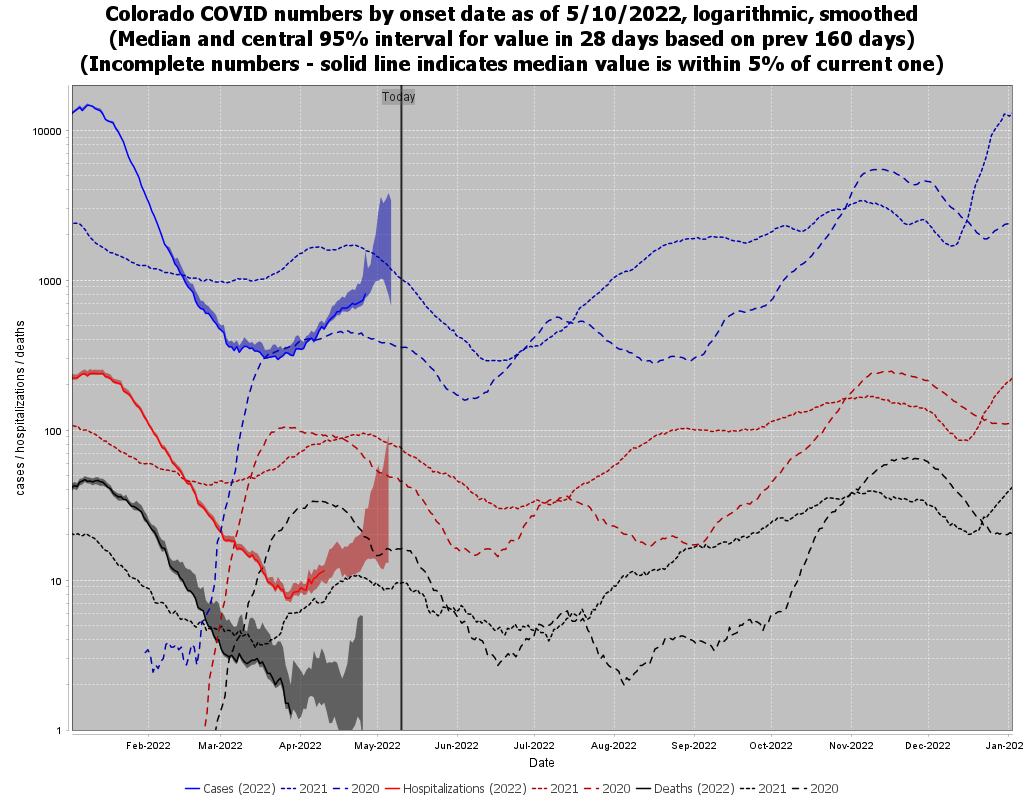 Colorado COVID numbers by onset date as of 5/10/2022, logarithmic, smoothed
(Median and central 95% interval for value in 28 days based on prev 160 days)
(Incomplete numbers - solid line indicates median value is within 5% of current one)
Today
10000
1000
100
10
1
cases / hospitalizations / deaths
Feb-2022 Mar-2022 Apr-2022 May-2022 Jun-2022 Jul-2022 Aug-2022 Sep-2022 Oct-2022 Nov-2022 Dec-2022 Jan-202
Date
Cases (2022) 2021 2020 Hospitalizations (2022) 2021 2020 Deaths (2022) 2021 2020